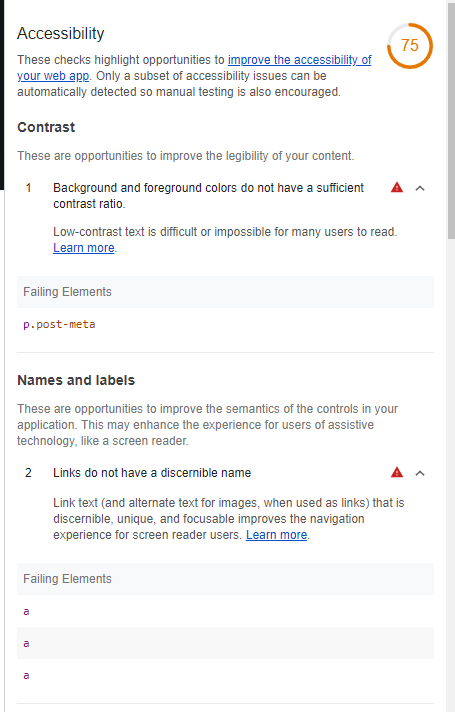 Accessibility
75
These checks highlight opportunities to improve the accessibility of
your web app. Only a subset of accessibility issues can be
automatically detected so manual testing is also encouraged.
Contrast
These are opportunities to improve the legibility of your content.
1 Background and foreground colors do not have a sufficient
contrast ratio.
Low-contrast text is difficult or impossible for many users to read.
Learn more.
Failing Elements
p.post-meta
Names and labels
These are opportunities to improve the semantics of the controls in your
application. This may enhance the experience for users of assistive
technology, like a screen reader.
2 Links do not have a discernible name
Link text (and alternate text for images, when used as links) that is
discernible, unique, and focusable improves the navigation
experience for screen reader users. Learn more.
Failing Elements
a
a
a